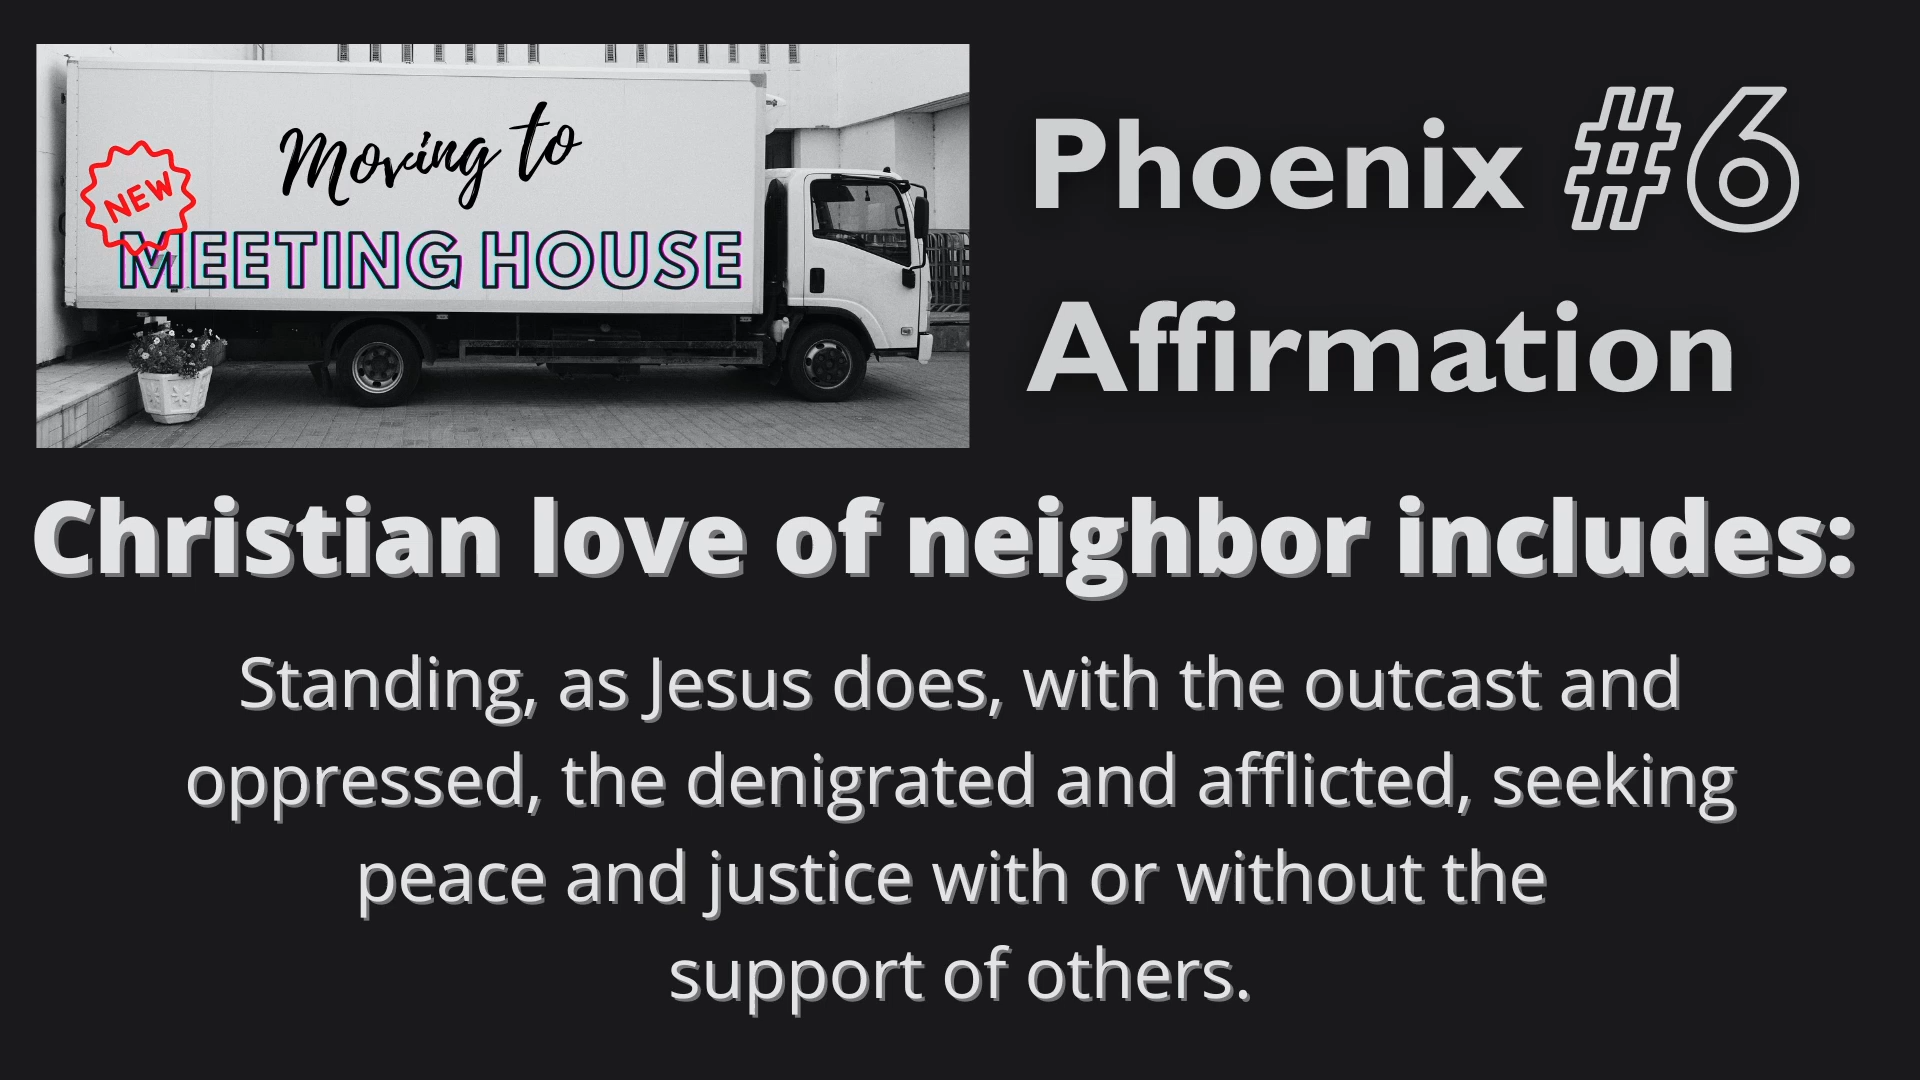 Moving to
NEW
MEETING HOUSE
Phoenix #6
Affirmation
Christian love of neighbor includes:
Standing, as Jesus does, with the outcast and
oppressed, the denigrated and afflicted, seeking
peace and justice with or without the
support of others.